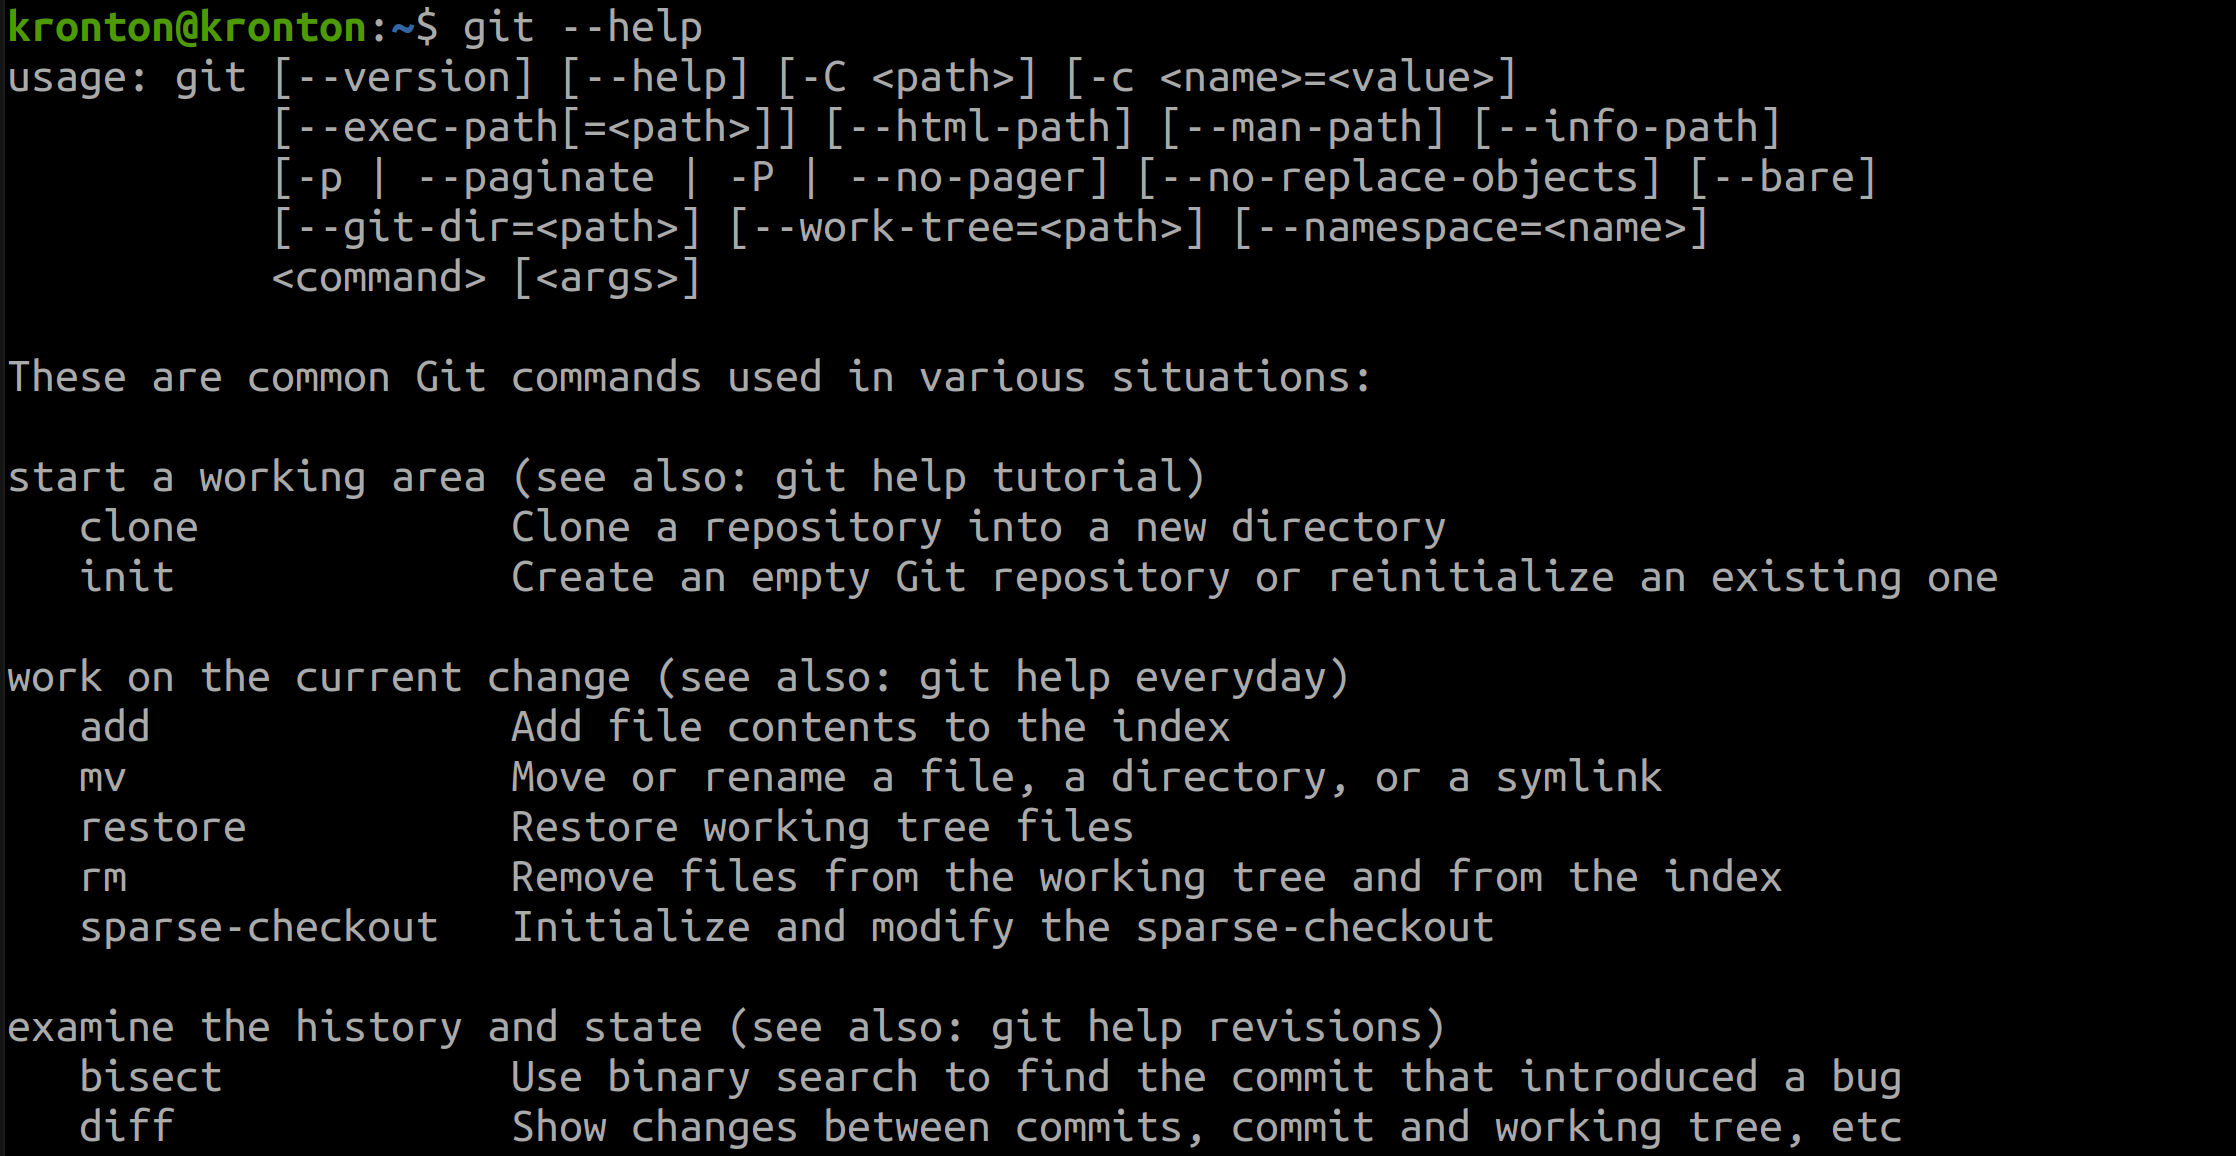 kronton@kronton:~$ git --help
usage: git [--version] [--help] [-C <path>] [-c <name>=<value>]
           [--exec-path[=<path>]] [--html-path] [--man-path] [--info-path]
           [-p | --paginate | -P | --no-pager] [--no-replace-objects] [--bare]
           [--git-dir=<path>] [--work-tree=<path>] [--namespace=<name>]
           <command> [<args>]

These are common Git commands used in various situations:

start a working area (see also: git help tutorial)
   clone             Clone a repository into a new directory
   init              Create an empty Git repository or reinitialize an existing one

work on the current change (see also: git help everyday)
   add               Add file contents to the index
   mv                Move or rename a file, a directory, or a symlink
   restore           Restore working tree files
   rm                Remove files from the working tree and from the index
   sparse-checkout   Initialize and modify the sparse-checkout

examine the history and state (see also: git help revisions)
   bisect            Use binary search to find the commit that introduced a bug
   diff              Show changes between commits, commit and working tree, etc